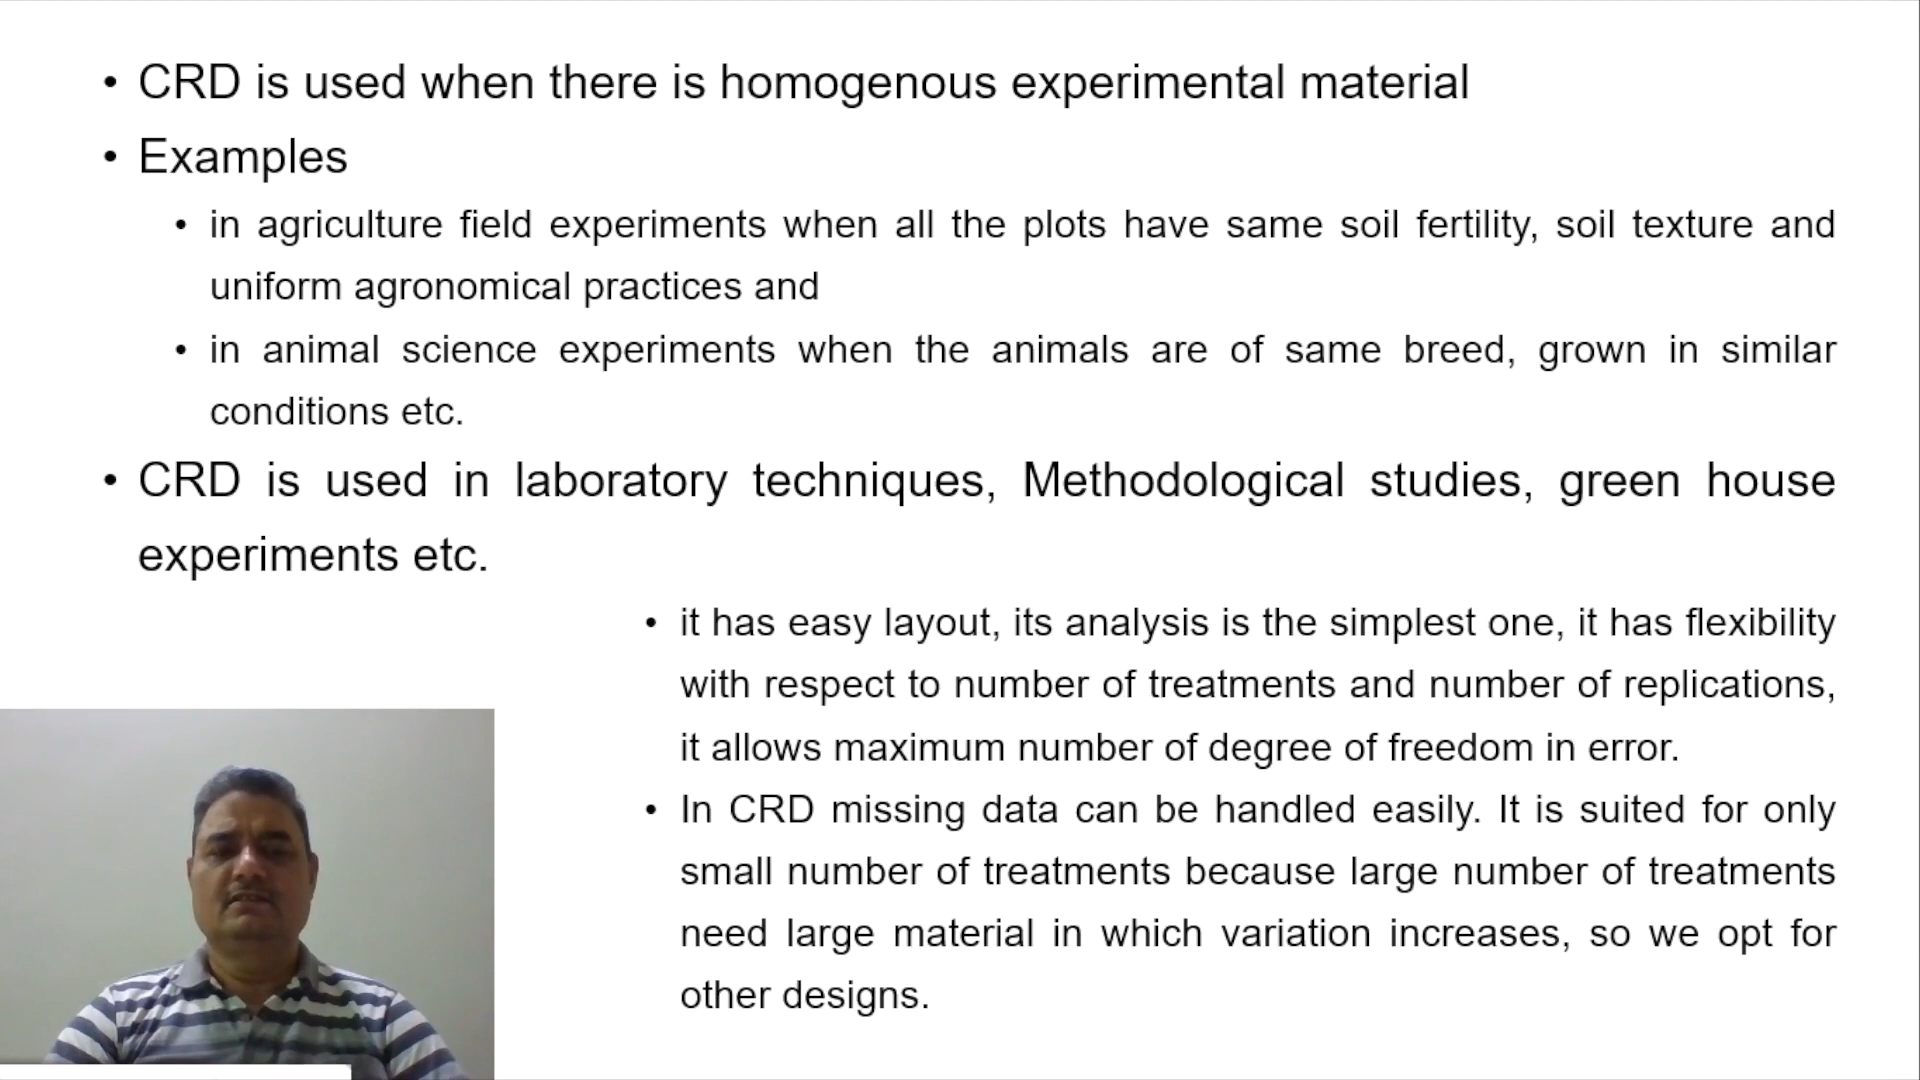 • CRD is used when there is homogenous experimental material
• Examples
• in agriculture field experiments when all the plots have same soil fertility, soil texture and
uniform agronomical practices and
• in animal science experiments when the animals are of same breed, grown in similar
conditions etc.
• CRD is used in laboratory techniques, Methodological studies, green house
experiments etc.
• it has easy layout, its analysis is the simplest one, it has flexibility
with respect to number of treatments and number of replications,
it allows maximum number of degree of freedom in error.
• In CRD missing data can be handled easily. It is suited for only
small number of treatments because large number of treatments
need large material in which variation increases, so we opt for
other designs.